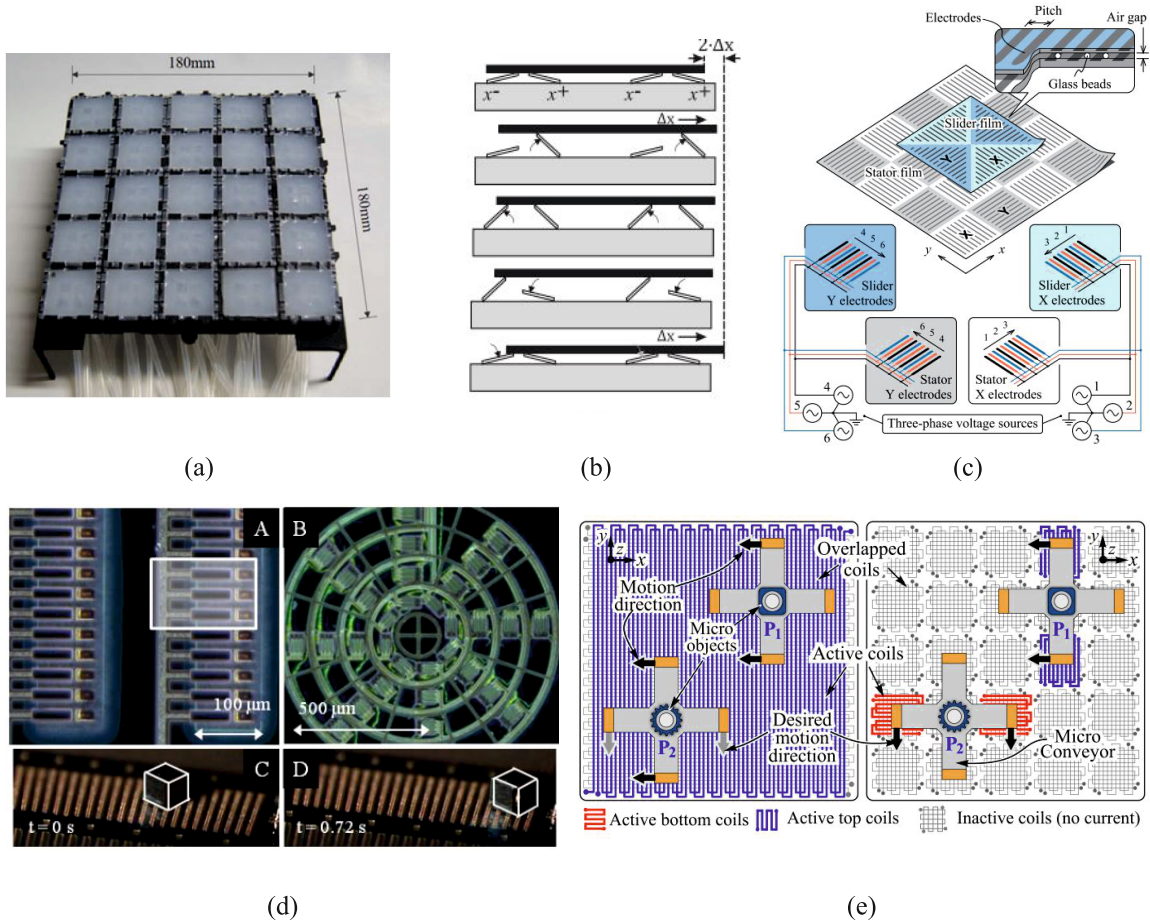 180mm
180mm
(a)
2·Δx
x- x+ x- x+
Δx
Δx
(b)
Pitch
Air gap
Electrodes
Glass beads
Slider film
Stator film
Y X
X Y
y x
4 5 6
Slider
Y electrodes
3 2 1
Slider
X electrodes
6 5 4
Stator
Y electrodes
1 2 3
Stator
X electrodes
4
5
6
Three-phase voltage sources
1
2
3
(c)
A
100 μm
B
500 μm
C
t = 0 s
D
t = 0.72 s
(d)
y z x
Motion
direction
Micro
objects
P1
P2
Overlapped
coils
Active coils
Desired
motion
direction
y z x
P1
P2
Micro
Conveyor
Active bottom coils
Active top coils
Inactive coils (no current)
(e)